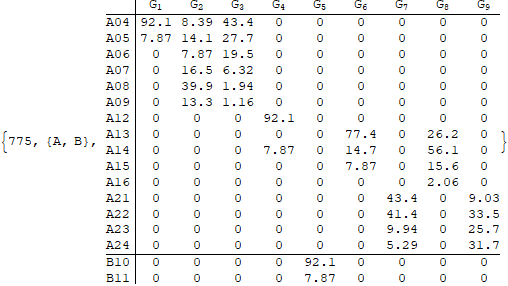 G₁ G₂ G₃ G₄ G₅ G₆ G₇ G₈ G₉
A04 92.1 8.39 43.4 0 0 0 0 0 0
A05 7.87 14.1 27.7 0 0 0 0 0 0
A06 0 7.87 19.5 0 0 0 0 0 0
A07 0 16.5 6.32 0 0 0 0 0 0
A08 0 39.9 1.94 0 0 0 0 0 0
A09 0 13.3 1.16 0 0 0 0 0 0
A12 0 0 0 92.1 0 0 0 0 0
A13 0 0 0 0 0 77.4 0 26.2 0
{775, {A, B}, A14 0 0 0 7.87 0 14.7 0 56.1 0 }
A15 0 0 0 0 0 7.87 0 15.6 0
A16 0 0 0 0 0 0 0 2.06 0
A21 0 0 0 0 0 0 43.4 0 9.03
A22 0 0 0 0 0 0 41.4 0 33.5
A23 0 0 0 0 0 0 9.94 0 25.7
A24 0 0 0 0 0 0 5.29 0 31.7
B10 0 0 0 0 92.1 0 0 0 0
B11 0 0 0 0 7.87 0 0 0 0